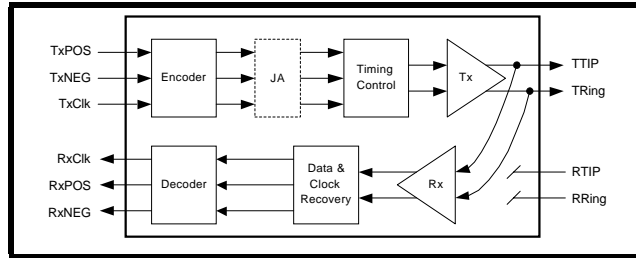 TxPOS
TxNEG
TxClk
Encoder
JA
Timing
Control
Tx
TTIP
TRing
RxClk
RxPOS
RxNEG
Decoder
Data &
Clock
Recovery
Rx
RTIP
RRing